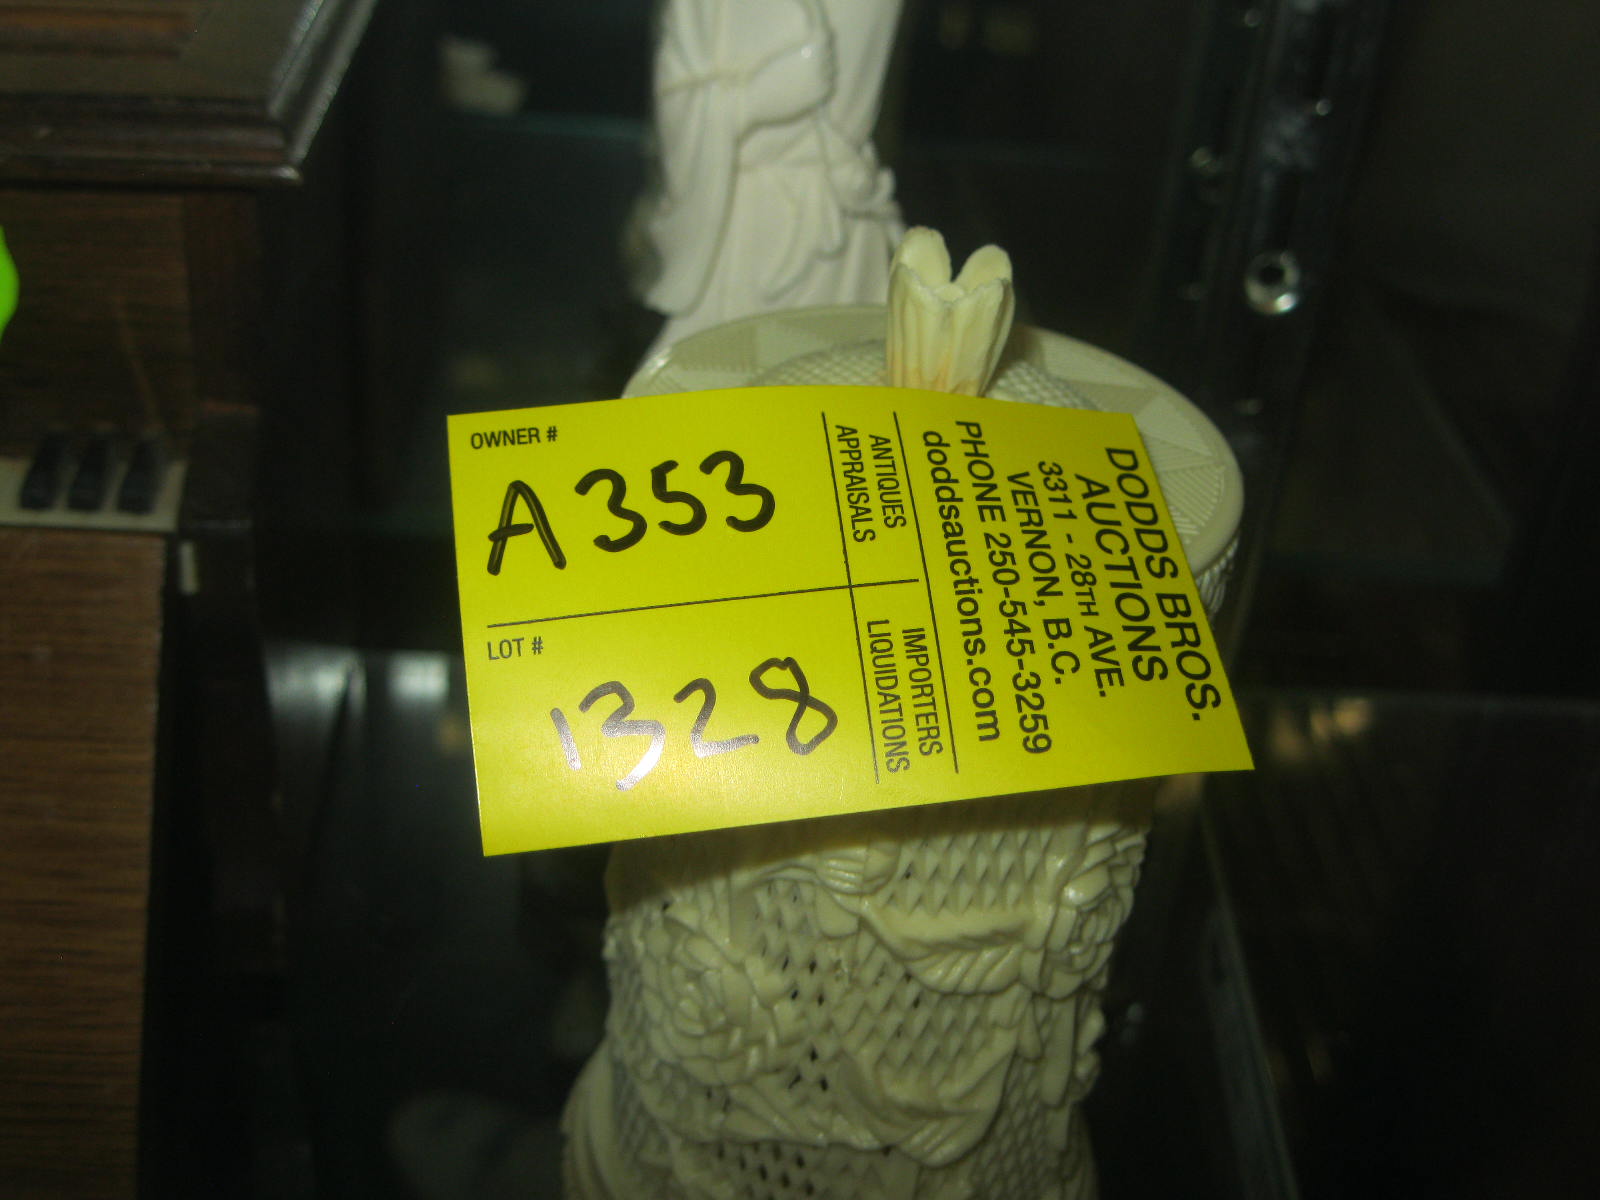 OWNER #
A353
LOT #
1328
DODDS BROS.
AUCTIONS
3311 - 28TH AVE.
VERNON, B.C.
PHONE 250-545-3259
doddsauctions.com
ANTIQUES
APPRAISALS
IMPORTERS
LIQUIDATIONS